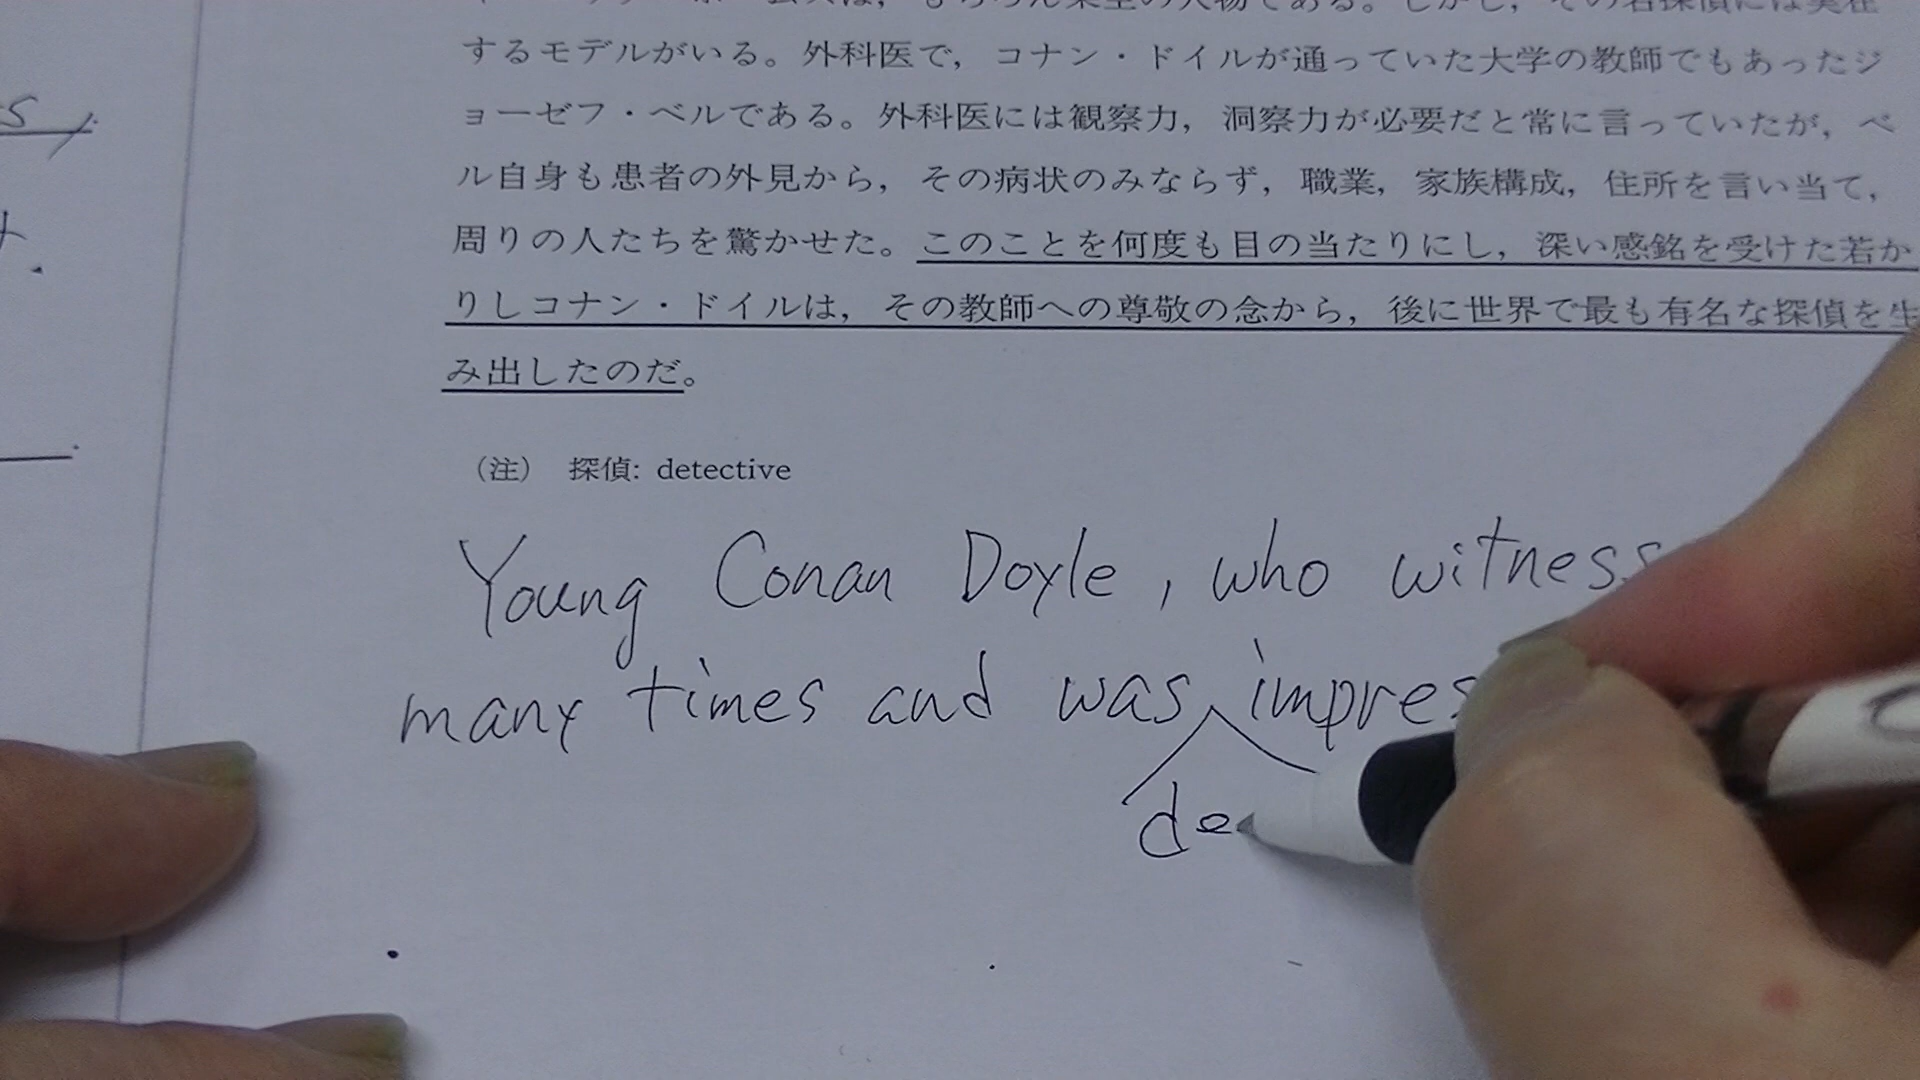 するモデルがいる。外科医で，コナン・ドイルが通っていた大学の教師でもあったジ
ョーゼフ・ベルである。外科医には観察力，洞察力が必要だと常に言っていたが，ベ
ル自身も患者の外見から，その病状のみならず，職業，家族構成，住所を言い当て，
周りの人たちを驚かせた。このことを何度も目の当たりにし，深い感銘を受けた若か
りしコナン・ドイルは，その教師への尊敬の念から，後に世界で最も有名な探偵を生
み出したのだ。
（注） 探偵: detective
Young Conan Doyle, who witness
many times and was impres
de